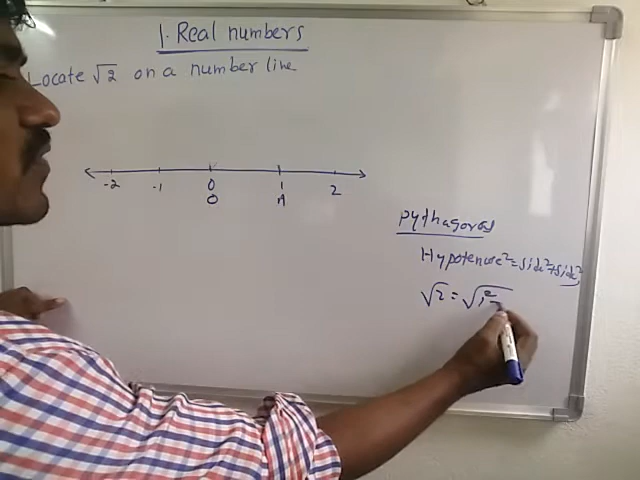 1. Real numbers
Locate √2 on a number line
-2 -1 0 1 2
O A
Pythagoras
Hypotenuse² = side² + side²
√2 = √1²